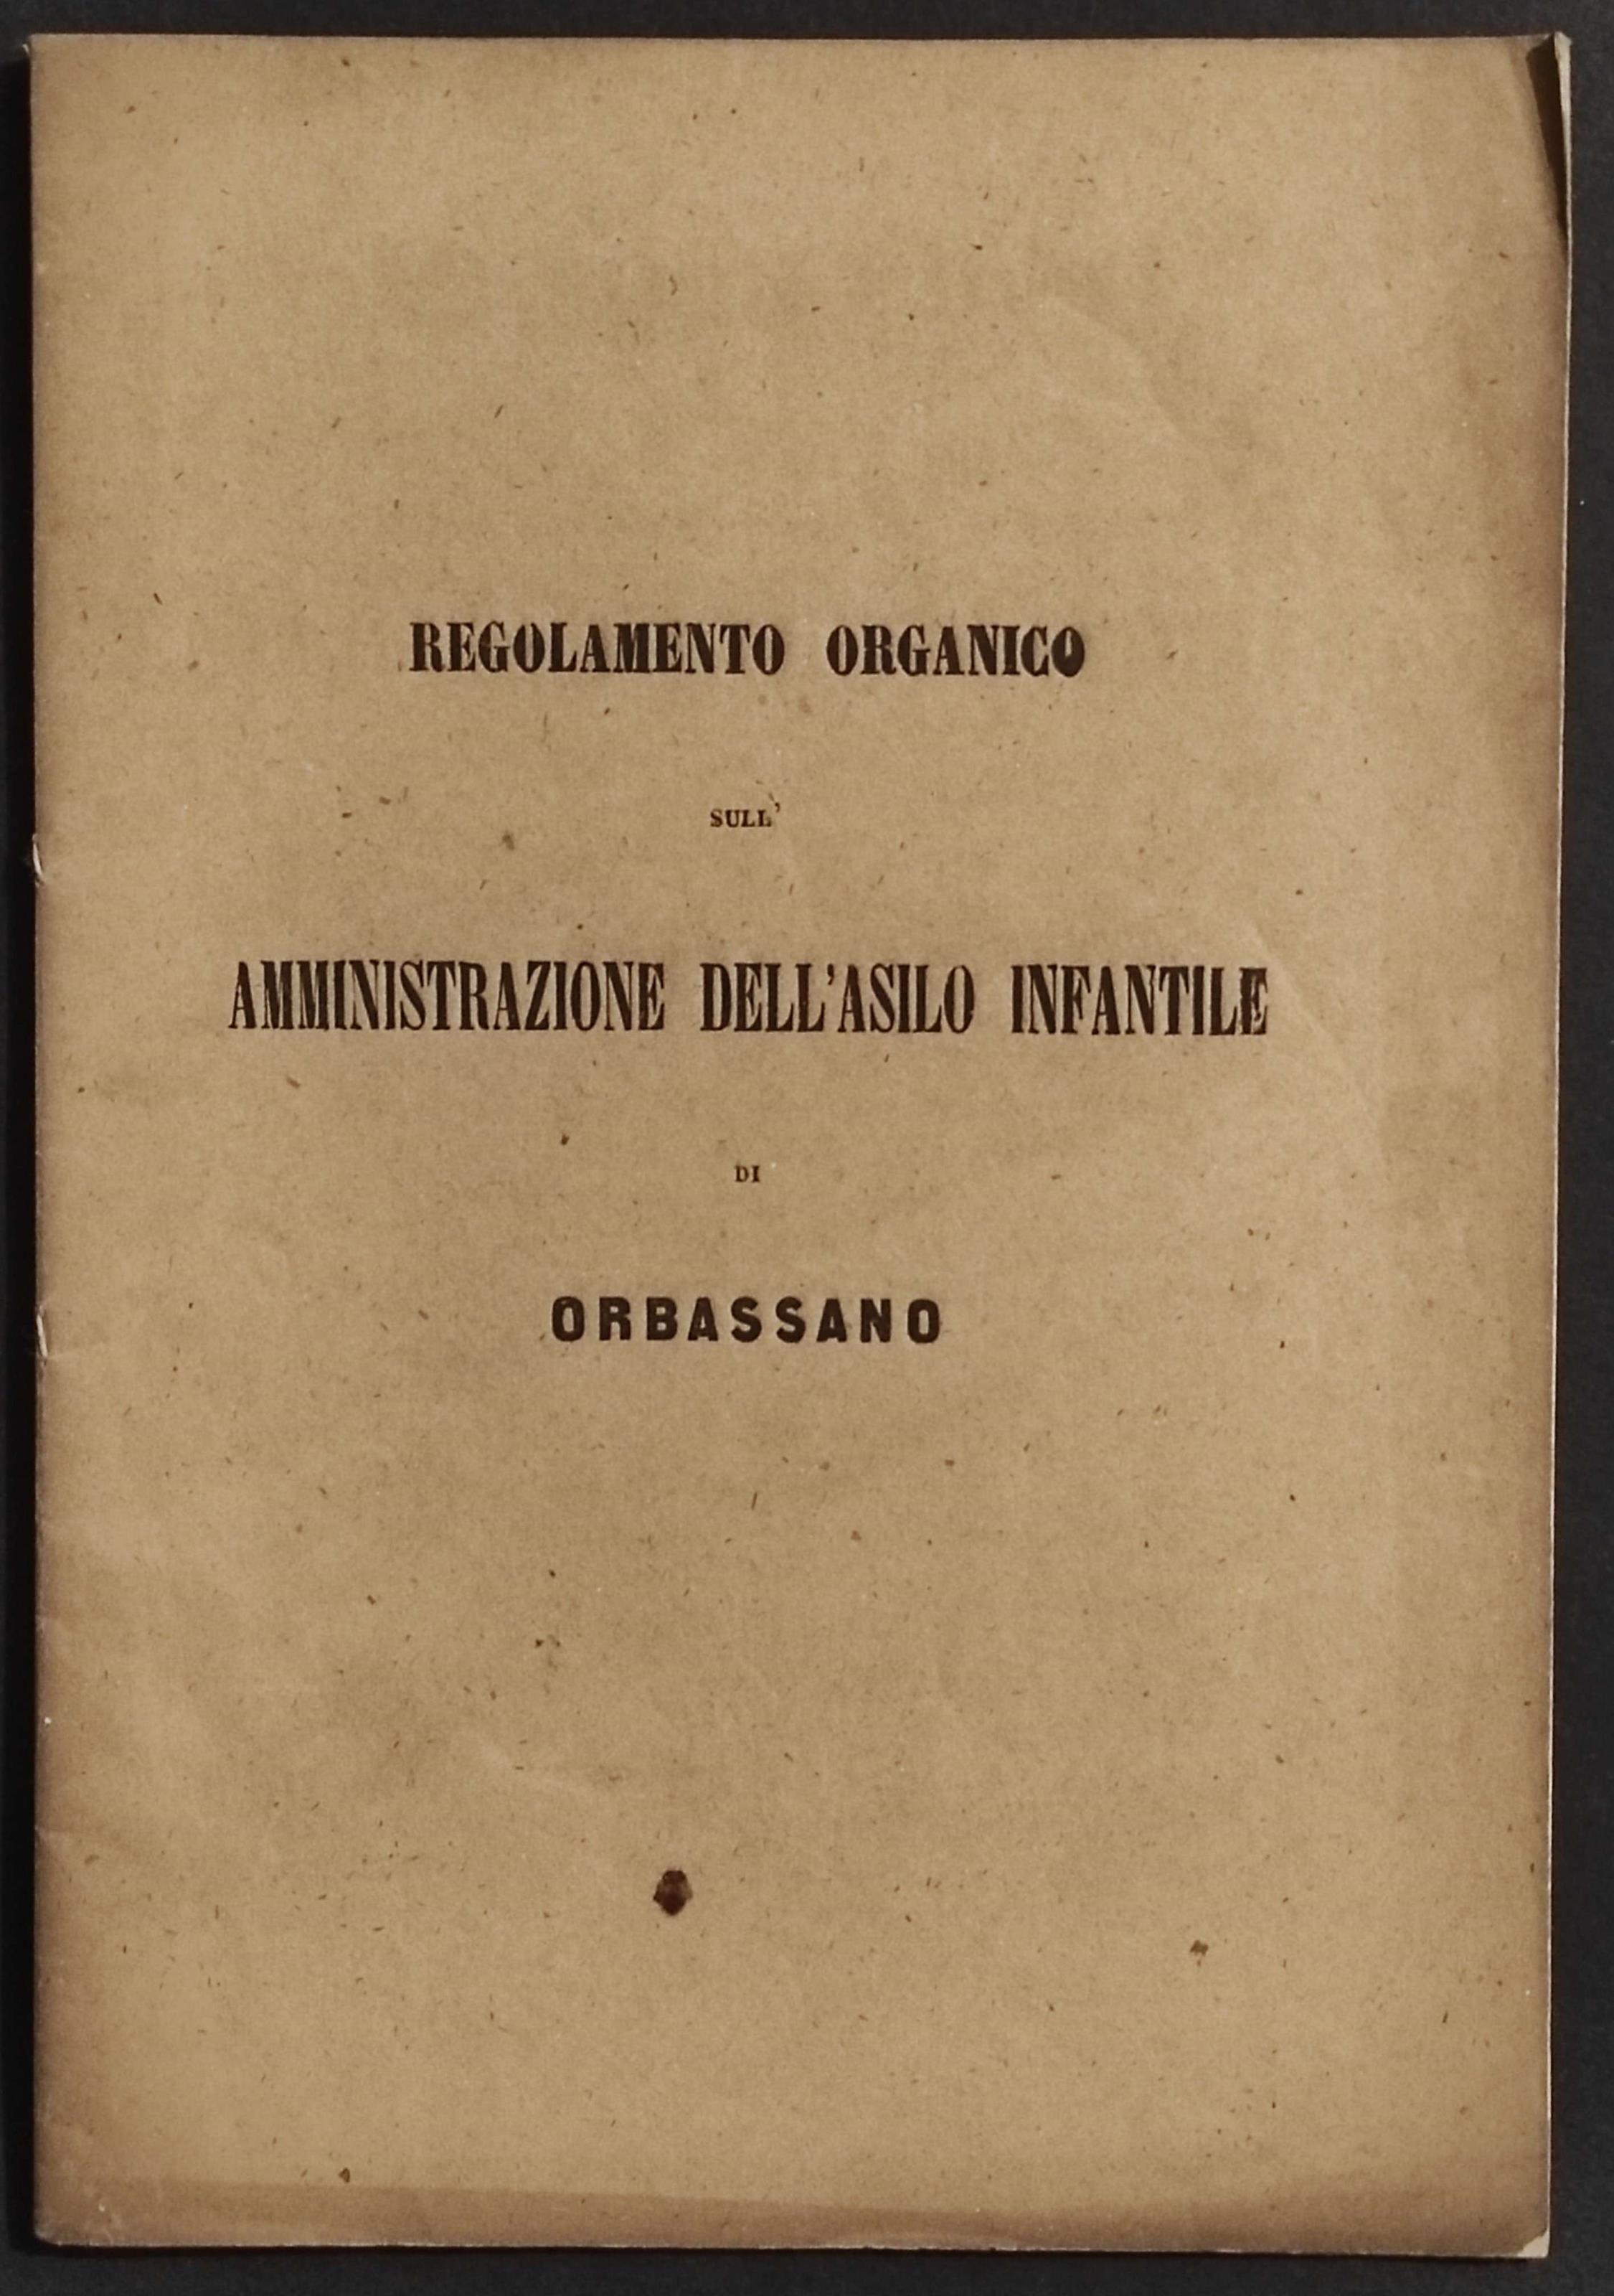 REGOLAMENTO ORGANICO
SULL'
AMMINISTRAZIONE DELL'ASILO INFANTILE
DI
ORBASSANO